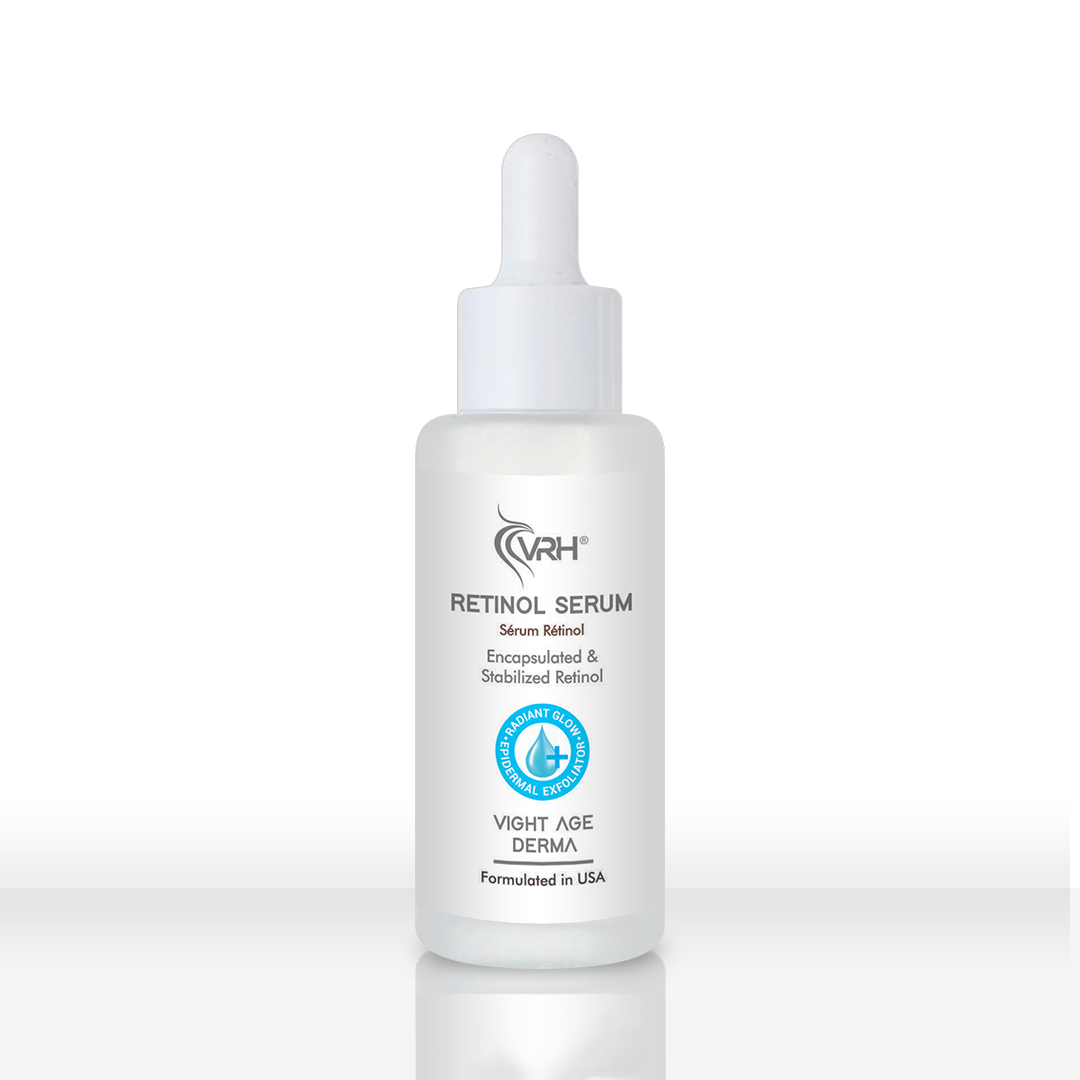 VRH®
RETINOL SERUM
Sérum Rétinol
Encapsulated &
Stabilized Retinol
• RADIANT GLOW •
EPIDERMAL EXFOLIATOR
VIGHT AGE
DERMA
Formulated in USA